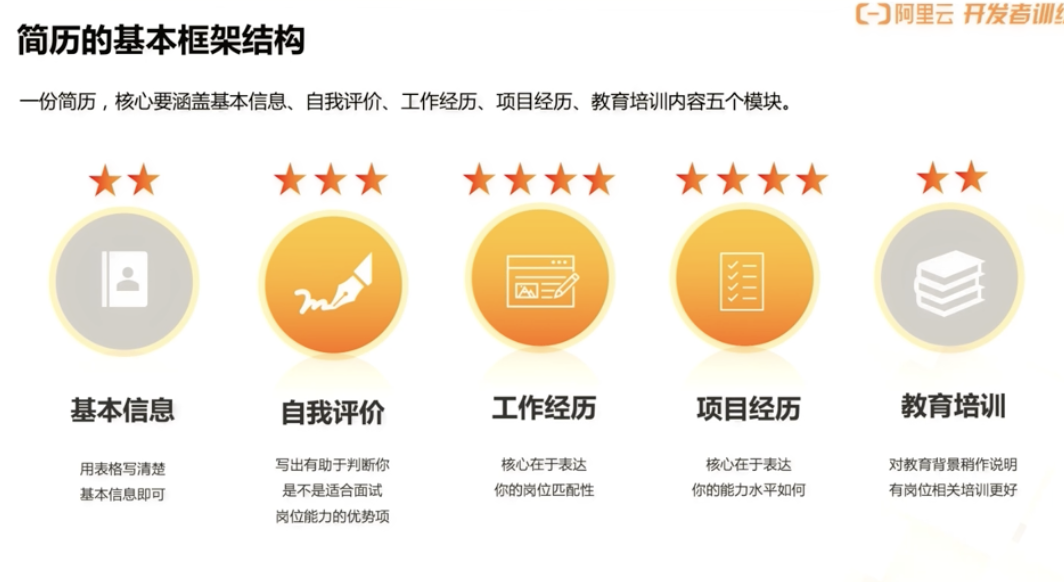 阿里云 开发者训
简历的基本框架结构
一份简历，核心要涵盖基本信息、自我评价、工作经历、项目经历、教育培训内容五个模块。
基本信息
用表格写清楚
基本信息即可
自我评价
写出有助于判断你
是不是适合面试
岗位能力的优势项
工作经历
核心在于表达
你的岗位匹配性
项目经历
核心在于表达
你的能力水平如何
教育培训
对教育背景稍作说明
有岗位相关培训更好